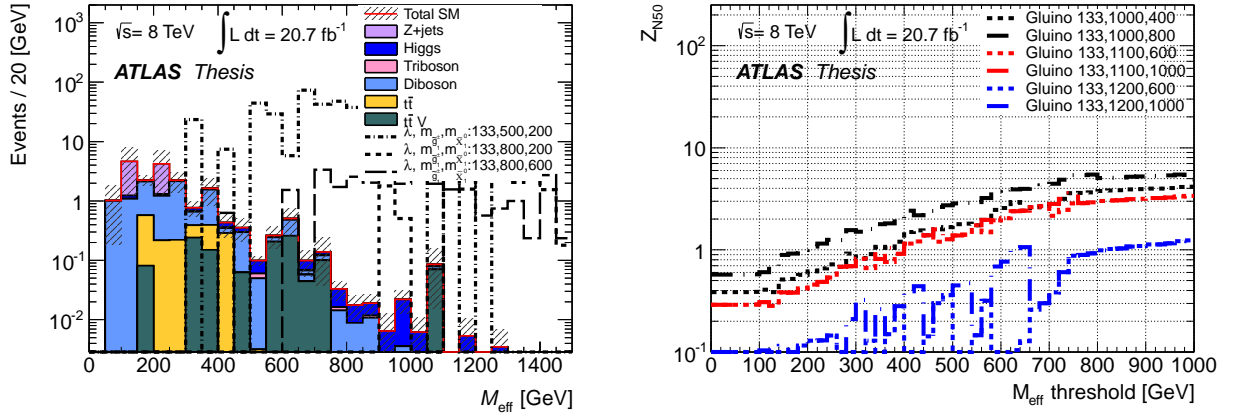 Events / 20 [GeV]
10³
10²
10
1
10⁻¹
10⁻²
√s= 8 TeV ∫L dt = 20.7 fb⁻¹
ATLAS Thesis
Total SM
Z+jets
Higgs
Triboson
Diboson
tt̄
tt̄ V
λ, m_g̃, m_χ̃⁰₁:133,500,200
λ, m_g̃, m_χ̃⁰₁:133,800,200
λ, m_g̃, m_χ̃⁰₁:133,800,600
0 200 400 600 800 1000 1200 1400
M_eff [GeV]
Z_N50
10²
10
1
10⁻¹
√s= 8 TeV ∫L dt = 20.7 fb⁻¹
ATLAS Thesis
Gluino 133,1000,400
Gluino 133,1000,800
Gluino 133,1100,600
Gluino 133,1100,1000
Gluino 133,1200,600
Gluino 133,1200,1000
0 100 200 300 400 500 600 700 800 900 1000
M_eff threshold [GeV]